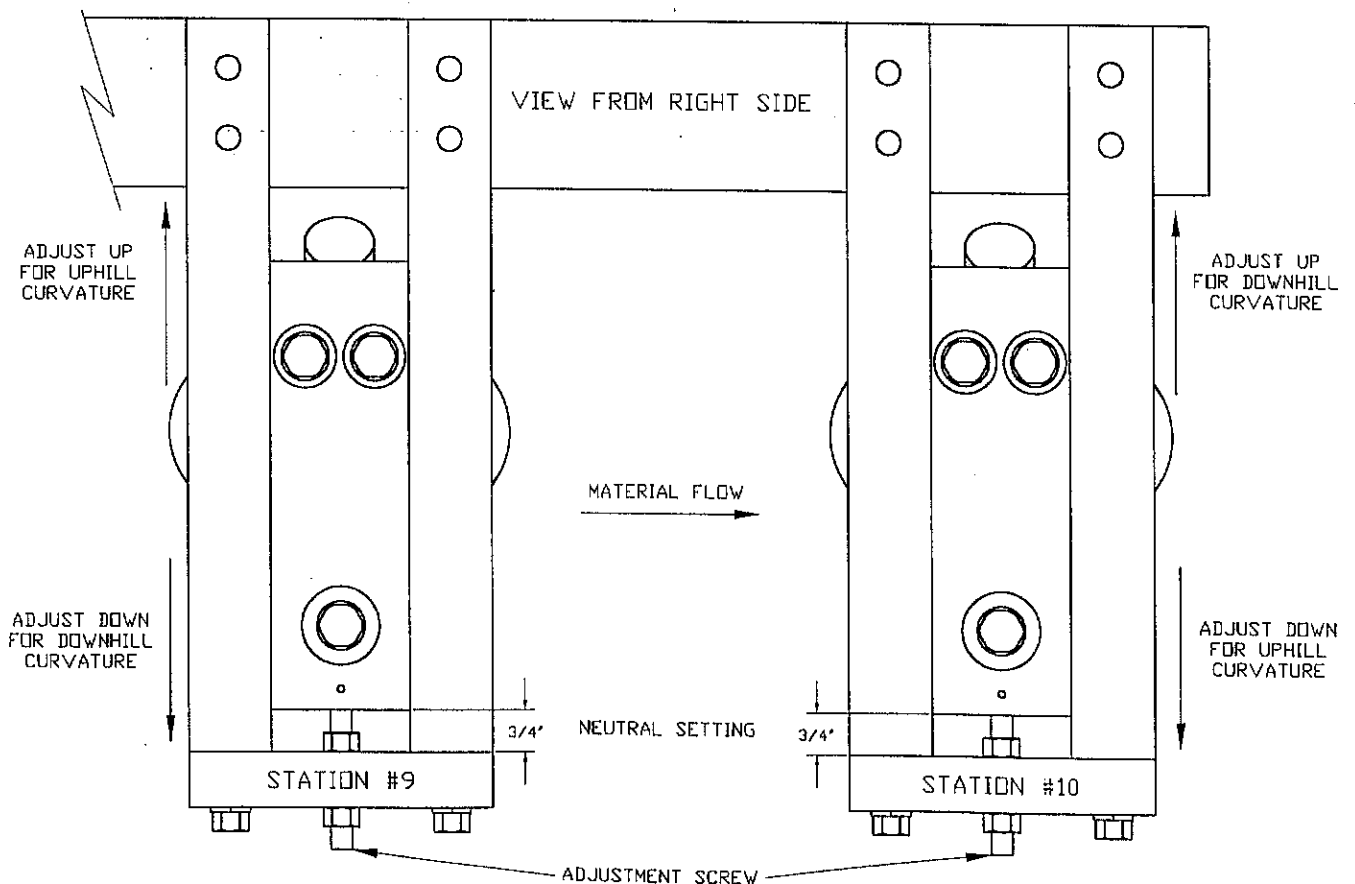 VIEW FROM RIGHT SIDE
ADJUST UP
FOR UPHILL
CURVATURE
ADJUST UP
FOR DOWNHILL
CURVATURE
MATERIAL FLOW
ADJUST DOWN
FOR DOWNHILL
CURVATURE
ADJUST DOWN
FOR UPHILL
CURVATURE
3/4"
NEUTRAL SETTING
3/4"
STATION #9
STATION #10
ADJUSTMENT SCREW